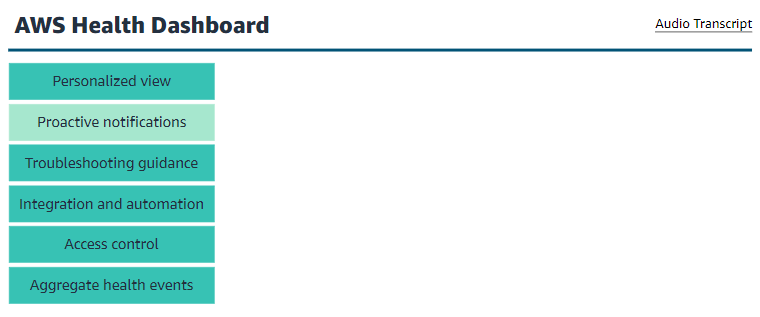 AWS Health Dashboard
Audio Transcript
Personalized view
Proactive notifications
Troubleshooting guidance
Integration and automation
Access control
Aggregate health events